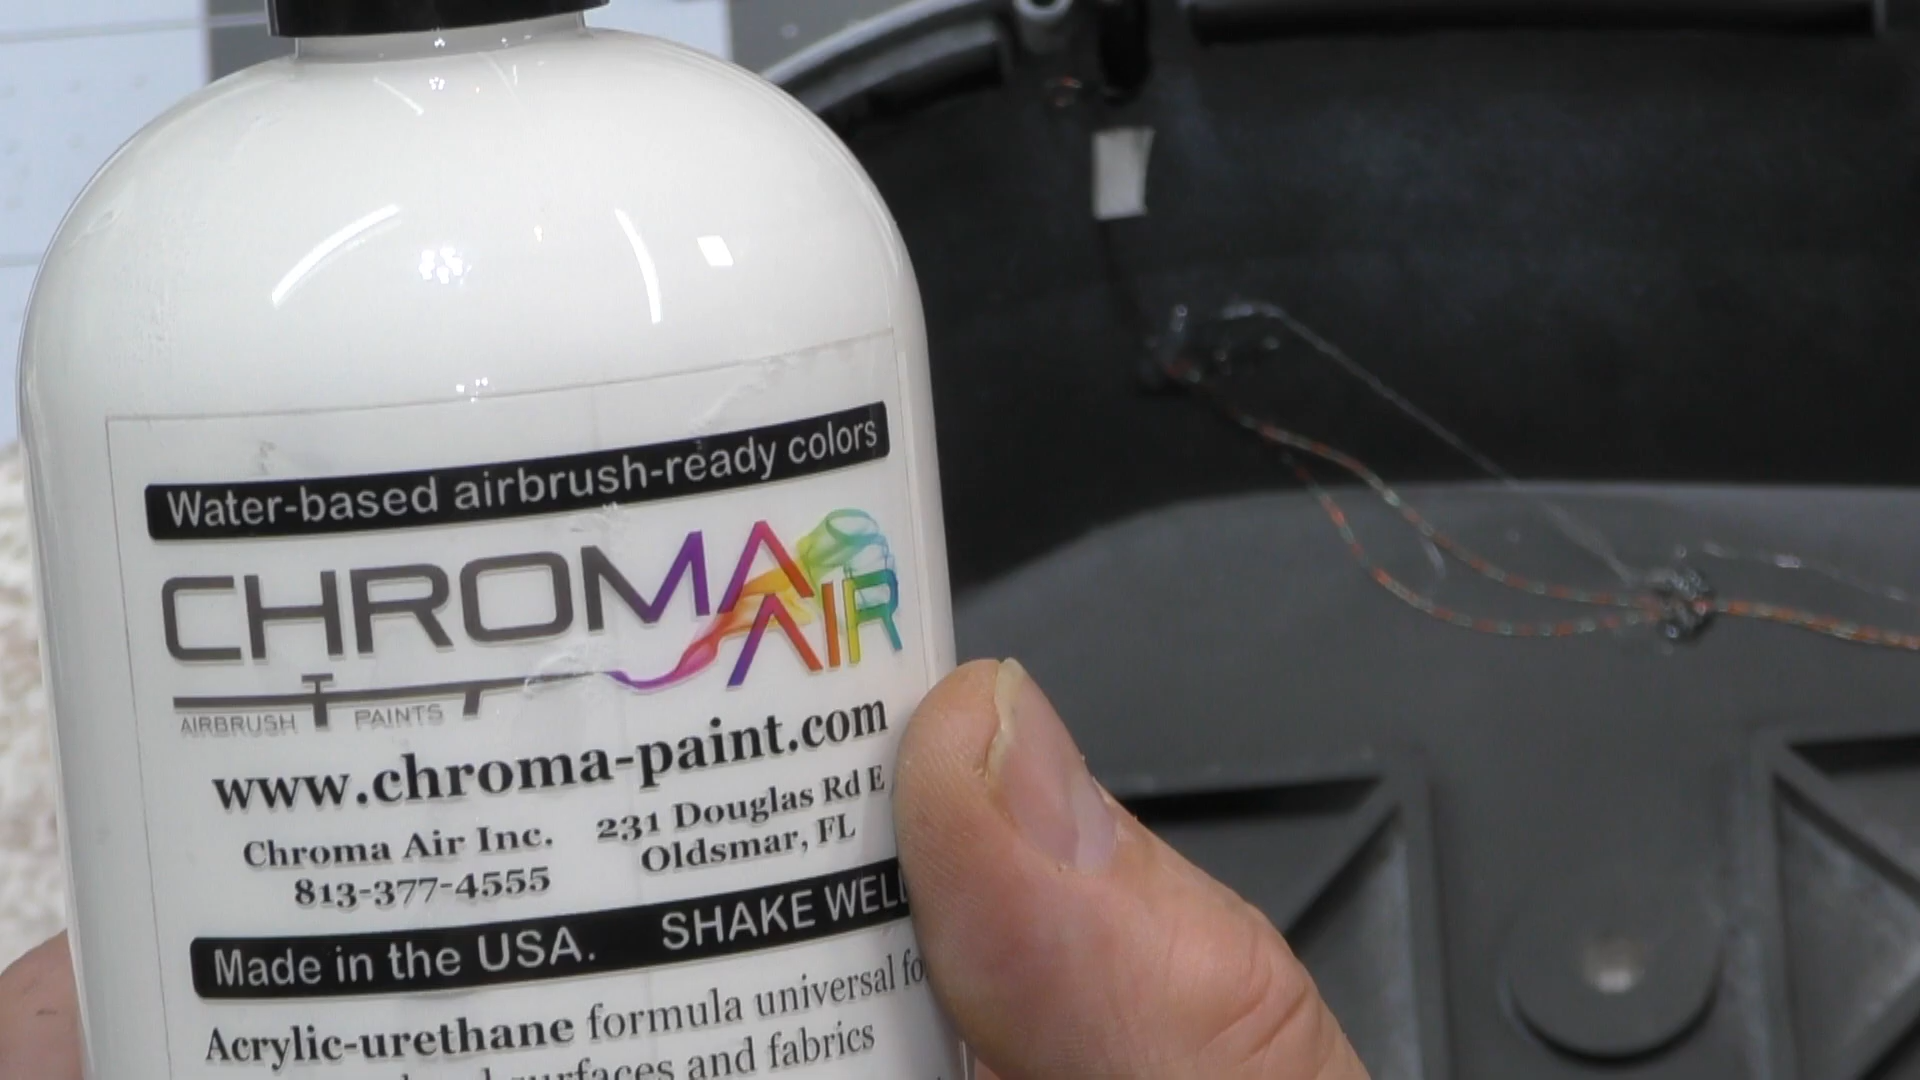 Water-based airbrush-ready colors
CHROMA
AIR
AIRBRUSH PAINTS
www.chroma-paint.com
Chroma Air Inc.
813-377-4555
231 Douglas Rd E
Oldsmar, FL
Made in the USA. SHAKE WELL
Acrylic-urethane formula universal
surfaces and fabrics